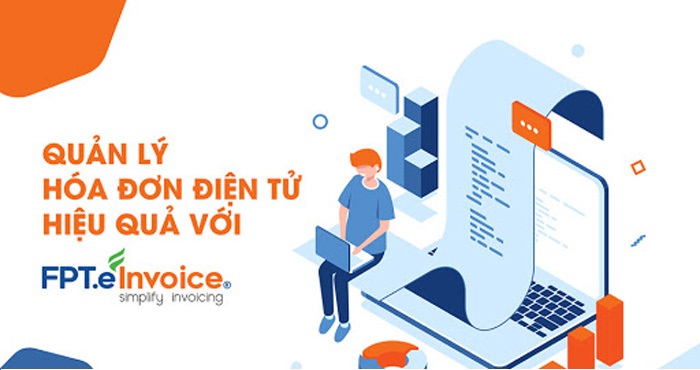 QUẢN LÝ
HÓA ĐƠN ĐIỆN TỬ
HIỆU QUẢ VỚI
FPT.eInvoice®
simplify invoicing